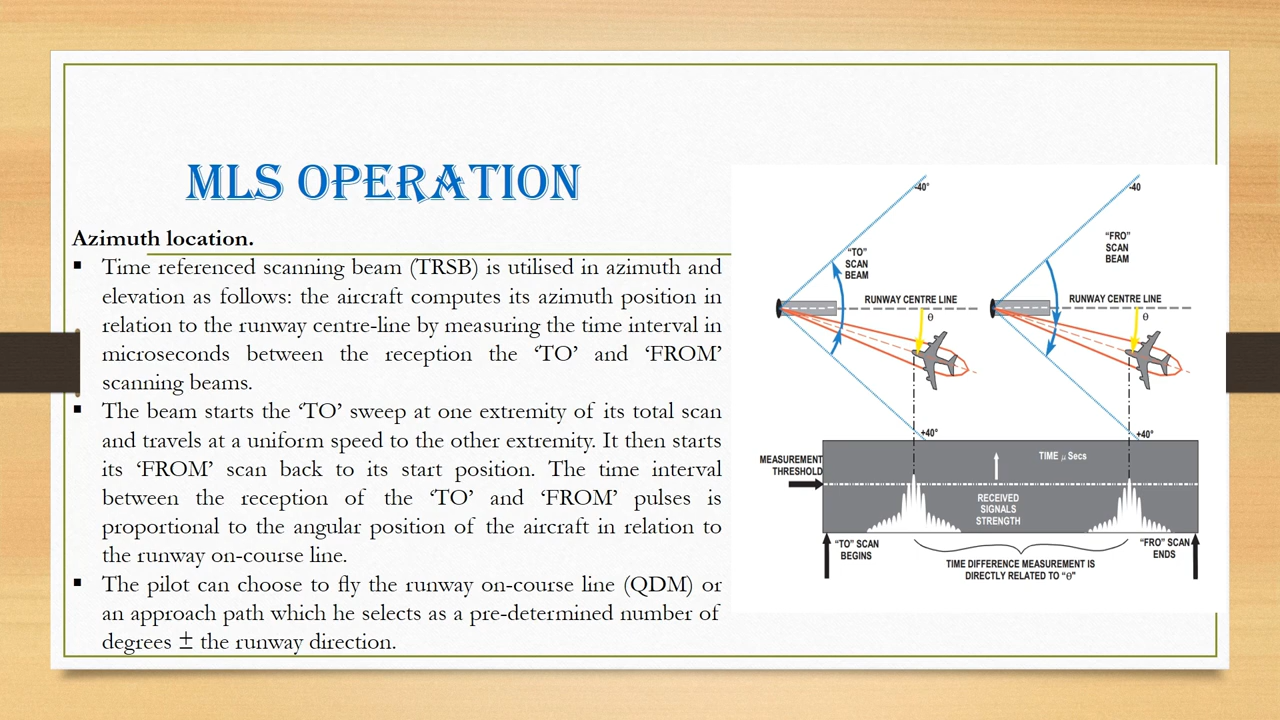 MLS OPERATION
Azimuth location.
▪ Time referenced scanning beam (TRSB) is utilised in azimuth and
elevation as follows: the aircraft computes its azimuth position in
relation to the runway centre-line by measuring the time interval in
microseconds between the reception the ‘TO’ and ‘FROM’
scanning beams.
▪ The beam starts the ‘TO’ sweep at one extremity of its total scan
and travels at a uniform speed to the other extremity. It then starts
its ‘FROM’ scan back to its start position. The time interval
between the reception of the ‘TO’ and ‘FROM’ pulses is
proportional to the angular position of the aircraft in relation to
the runway on-course line.
▪ The pilot can choose to fly the runway on-course line (QDM) or
an approach path which he selects as a pre-determined number of
degrees ± the runway direction.
-40°
“TO”
SCAN
BEAM
RUNWAY CENTRE LINE
θ
+40°
-40
“FRO”
SCAN
BEAM
RUNWAY CENTRE LINE
θ
+40°
MEASUREMENT
THRESHOLD
TIME μ Secs
RECEIVED
SIGNALS
STRENGTH
“TO” SCAN
BEGINS
“FRO” SCAN
ENDS
TIME DIFFERENCE MEASUREMENT IS
DIRECTLY RELATED TO “θ”